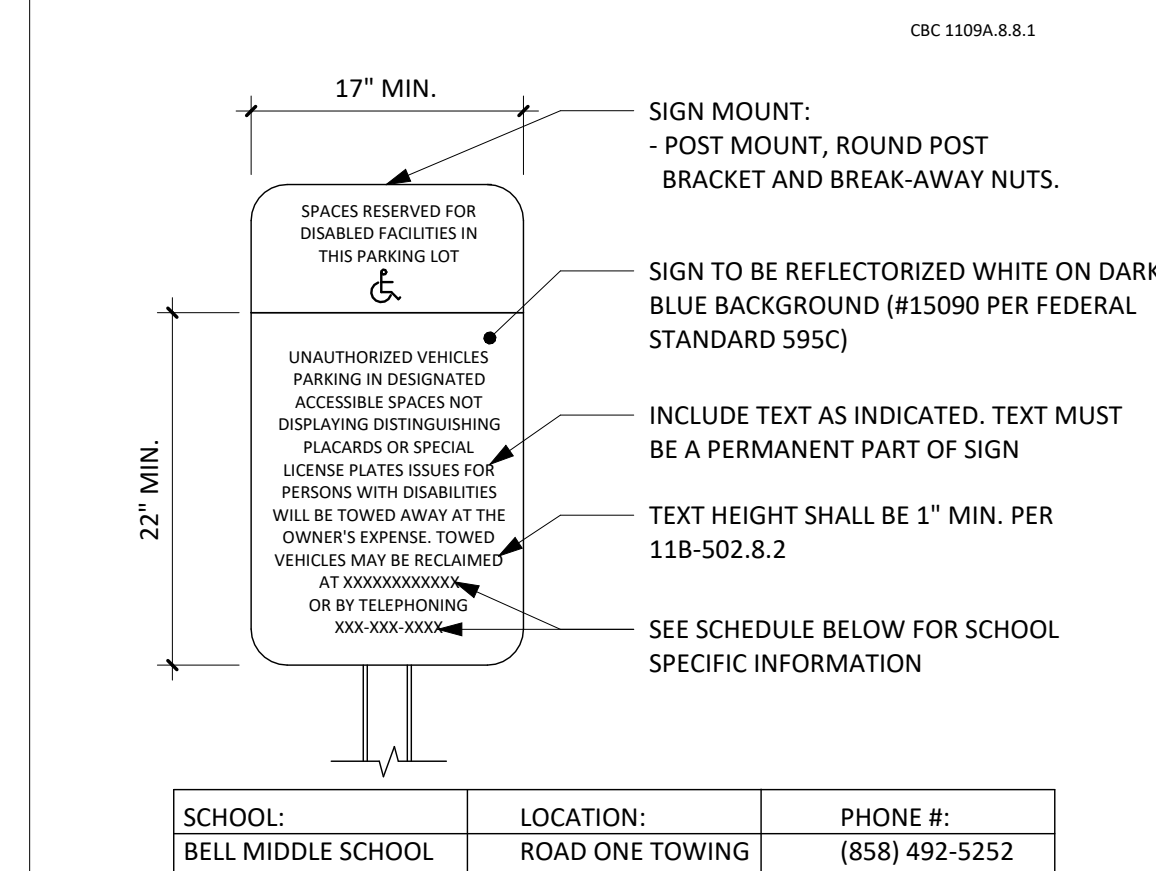 CBC 1109A.8.8.1
17" MIN.
SIGN MOUNT:
- POST MOUNT, ROUND POST
BRACKET AND BREAK-AWAY NUTS.
SPACES RESERVED FOR
DISABLED FACILITIES IN
THIS PARKING LOT
SIGN TO BE REFLECTORIZED WHITE ON DARK
BLUE BACKGROUND (#15090 PER FEDERAL
STANDARD 595C)
22" MIN.
UNAUTHORIZED VEHICLES
PARKING IN DESIGNATED
ACCESSIBLE SPACES NOT
DISPLAYING DISTINGUISHING
PLACARDS OR SPECIAL
LICENSE PLATES ISSUES FOR
PERSONS WITH DISABILITIES
WILL BE TOWED AWAY AT THE
OWNER'S EXPENSE. TOWED
VEHICLES MAY BE RECLAIMED
AT XXXXXXXXXXXX
OR BY TELEPHONING
XXX-XXX-XXXX
INCLUDE TEXT AS INDICATED. TEXT MUST
BE A PERMANENT PART OF SIGN
TEXT HEIGHT SHALL BE 1" MIN. PER
11B-502.8.2
SEE SCHEDULE BELOW FOR SCHOOL
SPECIFIC INFORMATION
SCHOOL: LOCATION: PHONE #:
BELL MIDDLE SCHOOL ROAD ONE TOWING (858) 492-5252